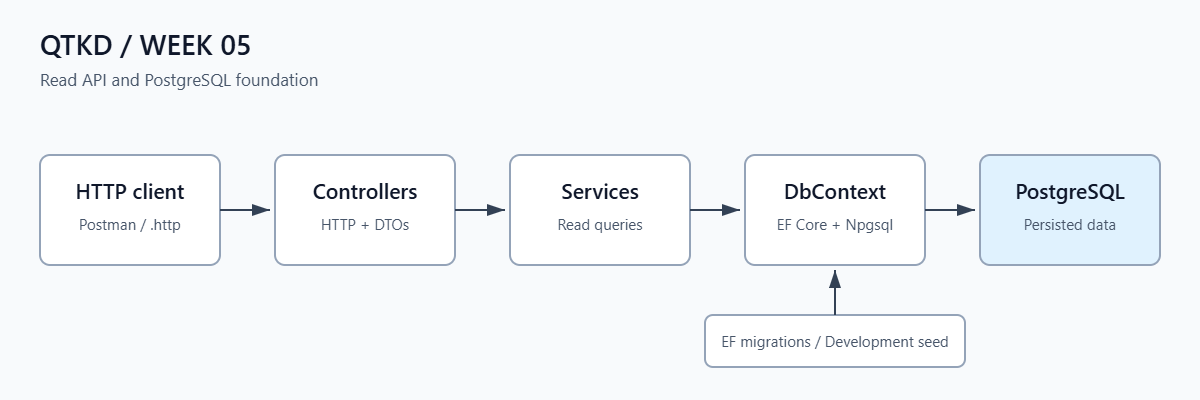 QTKD / WEEK 05
Read API and PostgreSQL foundation
HTTP client
Postman / .http
Controllers
HTTP + DTOs
Services
Read queries
DbContext
EF Core + Npgsql
PostgreSQL
Persisted data
EF migrations / Development seed